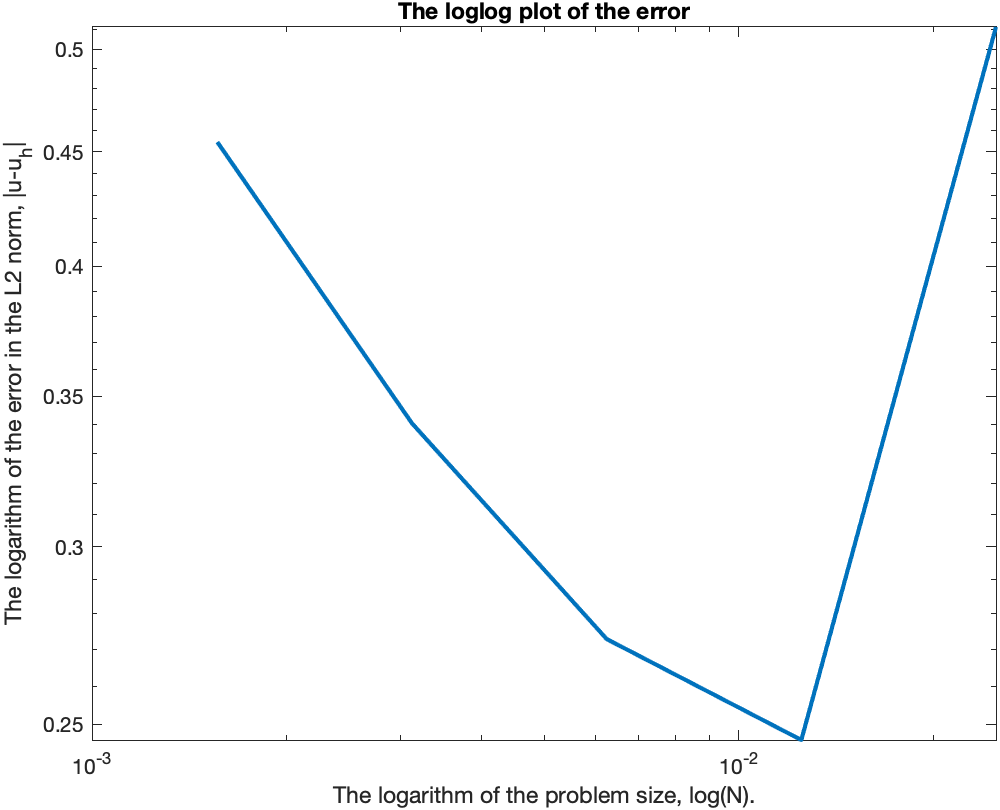 The loglog plot of the error
The logarithm of the error in the L2 norm, |u-u_h|
0.5
0.45
0.4
0.35
0.3
0.25
10^-3
10^-2
The logarithm of the problem size, log(N).